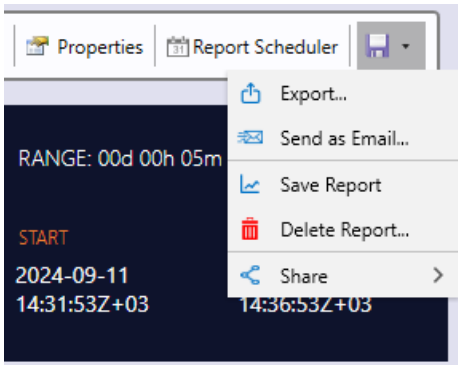 Properties Report Scheduler
Export...
Send as Email...
RANGE: 00d 00h 05m
Save Report
START
Delete Report...
2024-09-11
Share
14:31:53Z+03 14:36:53Z+03